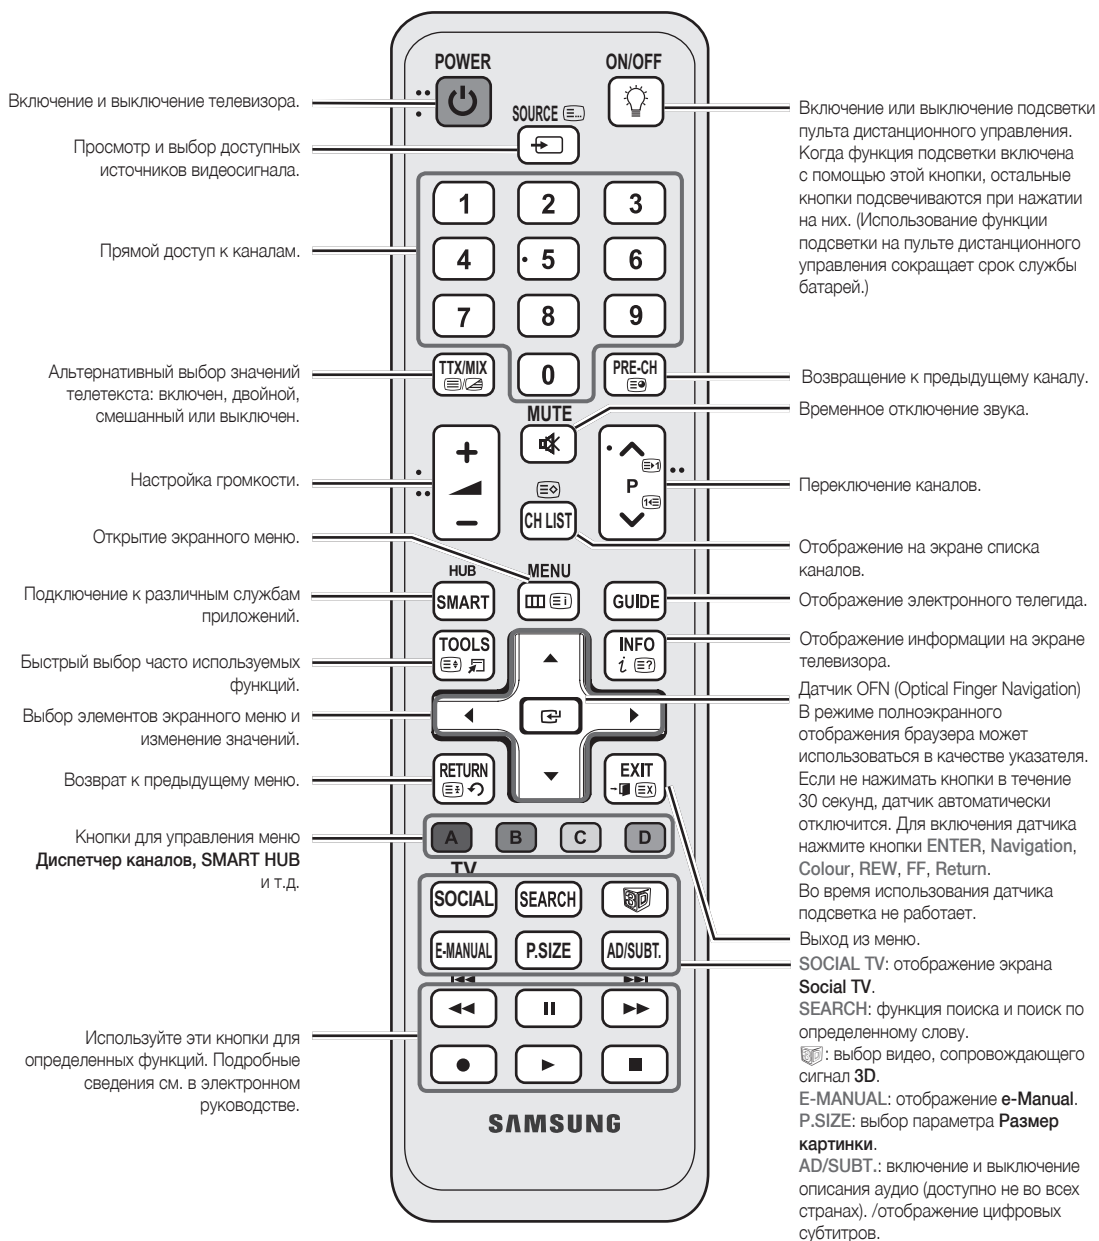 POWER
ON/OFF
SOURCE
Включение и выключение телевизора.
Просмотр и выбор доступных
источников видеосигнала.
Прямой доступ к каналам.
Альтернативный выбор значений
телетекста: включен, двойной,
смешанный или выключен.
Настройка громкости.
Открытие экранного меню.
Подключение к различным службам
приложений.
Быстрый выбор часто используемых
функций.
Выбор элементов экранного меню и
изменение значений.
Возврат к предыдущему меню.
Кнопки для управления меню
Диспетчер каналов, SMART HUB
и т.д.
Используйте эти кнопки для
определенных функций. Подробные
сведения см. в электронном
руководстве.
1 2 3
4 5 6
7 8 9
TTX/MIX 0 PRE-CH
MUTE
+
P
−
CH LIST
HUB MENU
SMART GUIDE
TOOLS INFO
RETURN EXIT
A B C D
TV
SOCIAL SEARCH 3D
E-MANUAL P.SIZE AD/SUBT.
SAMSUNG
Включение или выключение подсветки
пульта дистанционного управления.
Когда функция подсветки включена
с помощью этой кнопки, остальные
кнопки подсвечиваются при нажатии
на них. (Использование функции
подсветки на пульте дистанционного
управления сокращает срок службы
батарей.)
Возвращение к предыдущему каналу.
Временное отключение звука.
Переключение каналов.
Отображение на экране списка
каналов.
Отображение электронного телегида.
Отображение информации на экране
телевизора.
Датчик OFN (Optical Finger Navigation)
В режиме полноэкранного
отображения браузера может
использоваться в качестве указателя.
Если не нажимать кнопки в течение
30 секунд, датчик автоматически
отключится. Для включения датчика
нажмите кнопки ENTER, Navigation,
Colour, REW, FF, Return.
Во время использования датчика
подсветка не работает.
Выход из меню.
SOCIAL TV: отображение экрана
Social TV.
SEARCH: функция поиска и поиск по
определенному слову.
3D: выбор видео, сопровождающего
сигнал 3D.
E-MANUAL: отображение e-Manual.
P.SIZE: выбор параметра Размер
картинки.
AD/SUBT.: включение и выключение
описания аудио (доступно не во всех
странах). /отображение цифровых
субтитров.